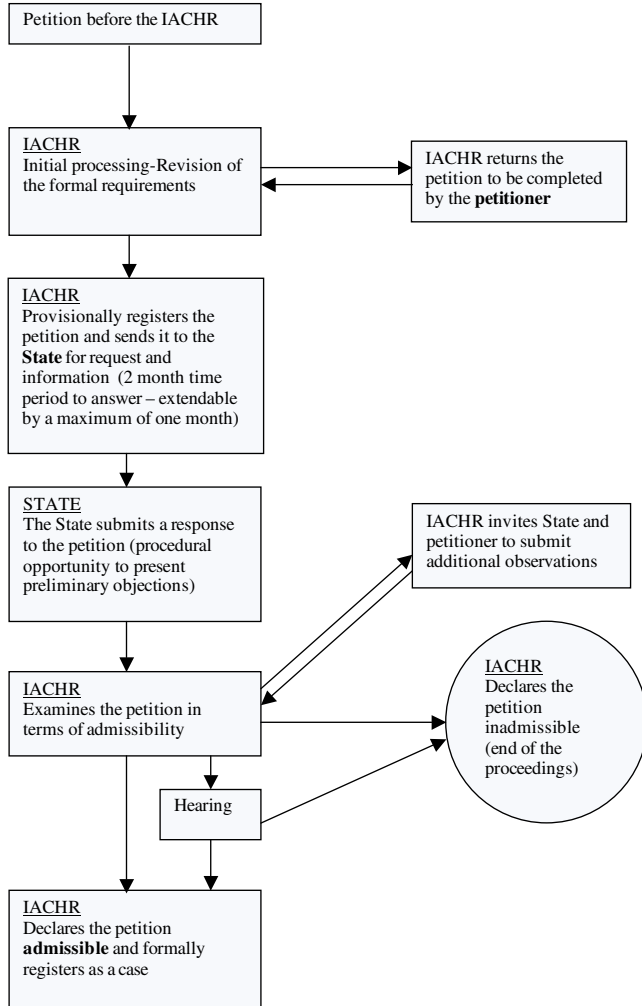 Petition before the IACHR
IACHR
Initial processing-Revision of
the formal requirements
IACHR returns the
petition to be completed
by the petitioner
IACHR
Provisionally registers the
petition and sends it to the
State for request and
information (2 month time
period to answer – extendable
by a maximum of one month)
STATE
The State submits a response
to the petition (procedural
opportunity to present
preliminary objections)
IACHR invites State and
petitioner to submit
additional observations
IACHR
Examines the petition in
terms of admissibility
IACHR
Declares the
petition
inadmissible
(end of the
proceedings)
Hearing
IACHR
Declares the petition
admissible and formally
registers as a case